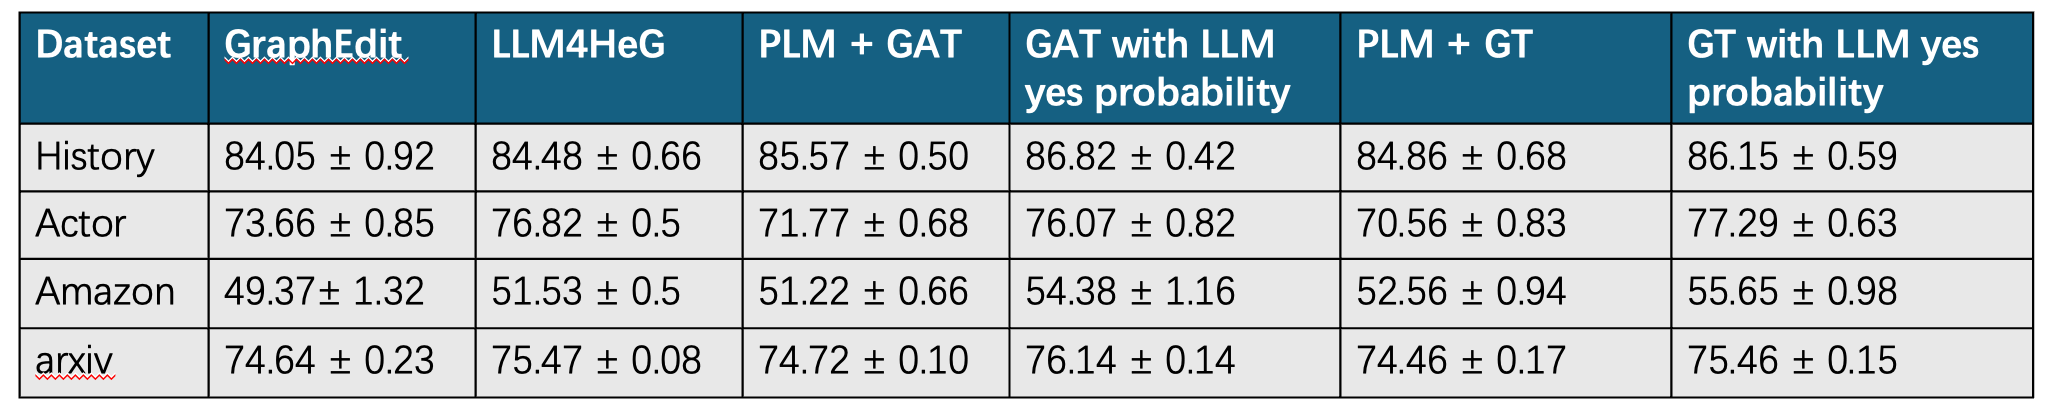 Dataset GraphEdit LLM4HeG PLM + GAT GAT with LLM yes probability PLM + GT GT with LLM yes probability
History 84.05 ± 0.92 84.48 ± 0.66 85.57 ± 0.50 86.82 ± 0.42 84.86 ± 0.68 86.15 ± 0.59
Actor 73.66 ± 0.85 76.82 ± 0.5 71.77 ± 0.68 76.07 ± 0.82 70.56 ± 0.83 77.29 ± 0.63
Amazon 49.37± 1.32 51.53 ± 0.5 51.22 ± 0.66 54.38 ± 1.16 52.56 ± 0.94 55.65 ± 0.98
arxiv 74.64 ± 0.23 75.47 ± 0.08 74.72 ± 0.10 76.14 ± 0.14 74.46 ± 0.17 75.46 ± 0.15